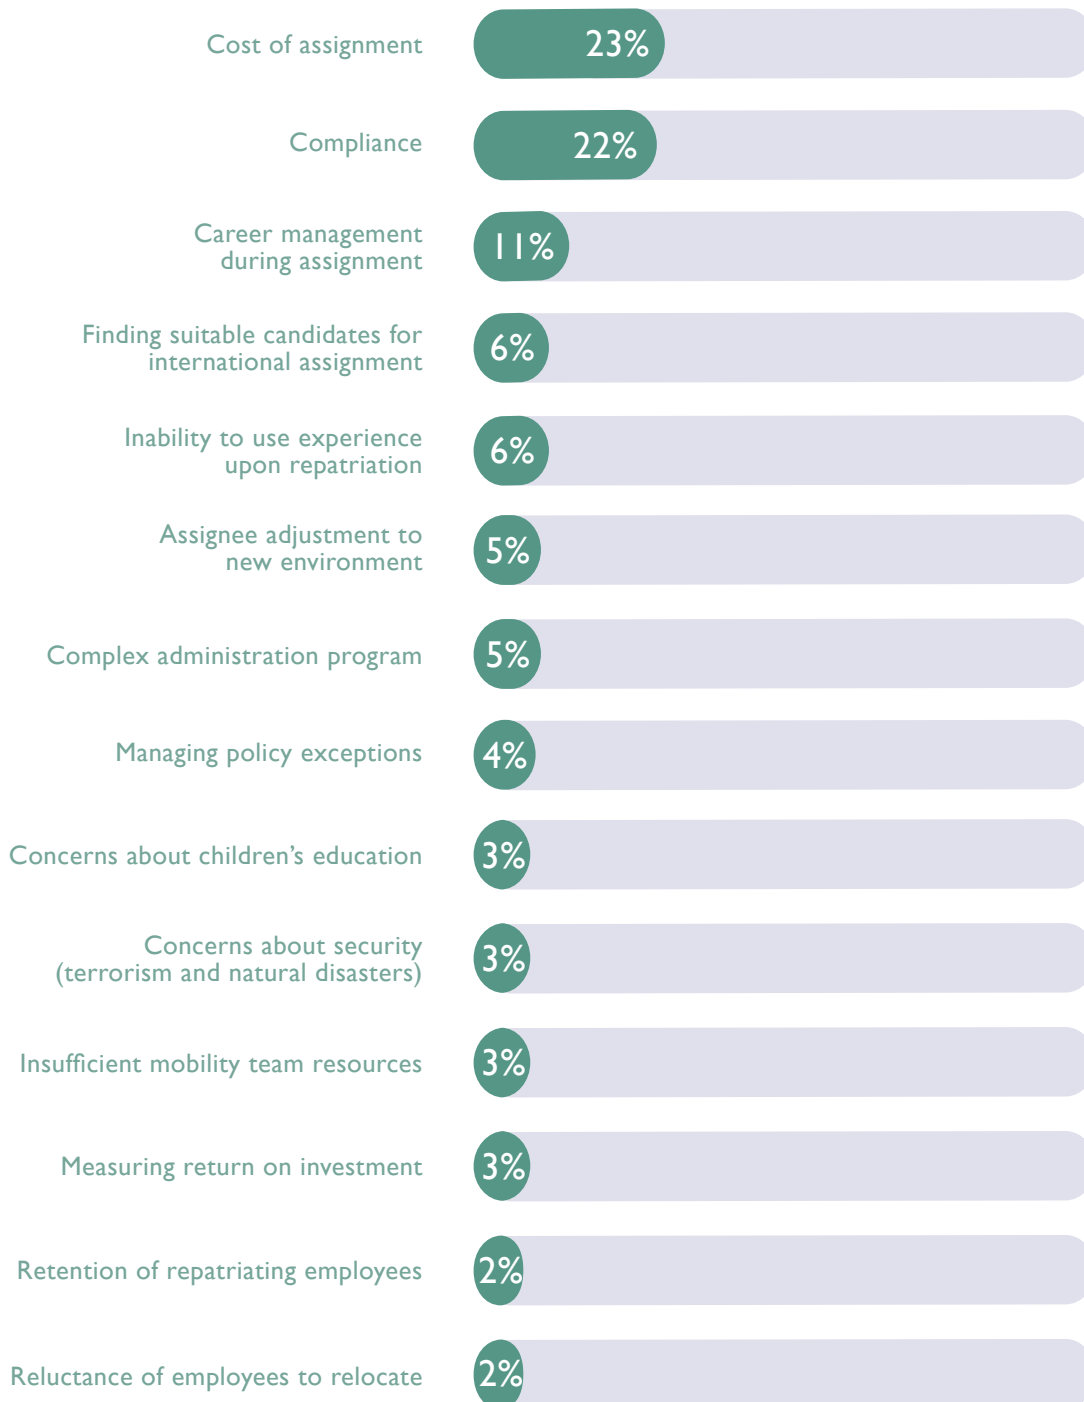 Cost of assignment
23%
Compliance
22%
Career management
during assignment
11%
Finding suitable candidates for
international assignment
6%
Inability to use experience
upon repatriation
6%
Assignee adjustment to
new environment
5%
Complex administration program
5%
Managing policy exceptions
4%
Concerns about children’s education
3%
Concerns about security
(terrorism and natural disasters)
3%
Insufficient mobility team resources
3%
Measuring return on investment
3%
Retention of repatriating employees
2%
Reluctance of employees to relocate
2%